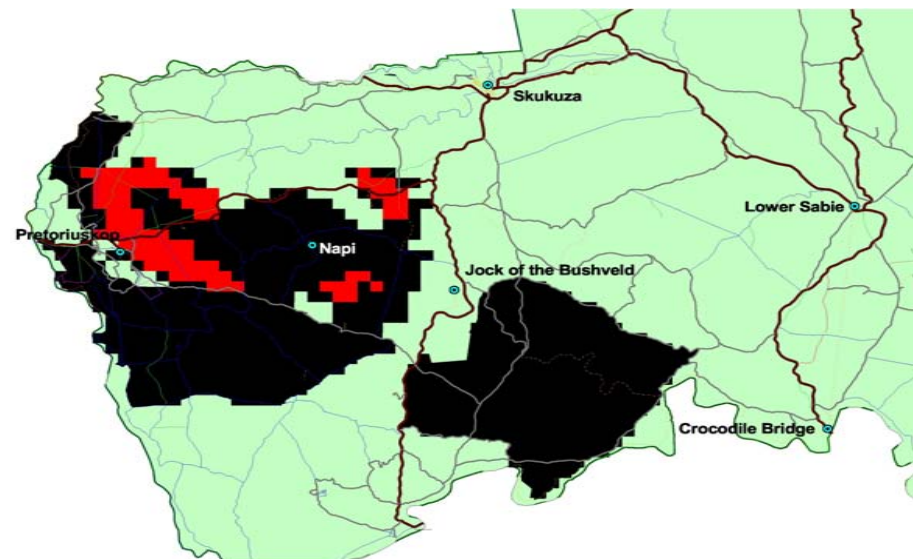 Skukuza
Lower Sabie
Pretoriuskop
Napi
Jock of the Bushveld
Crocodile Bridge